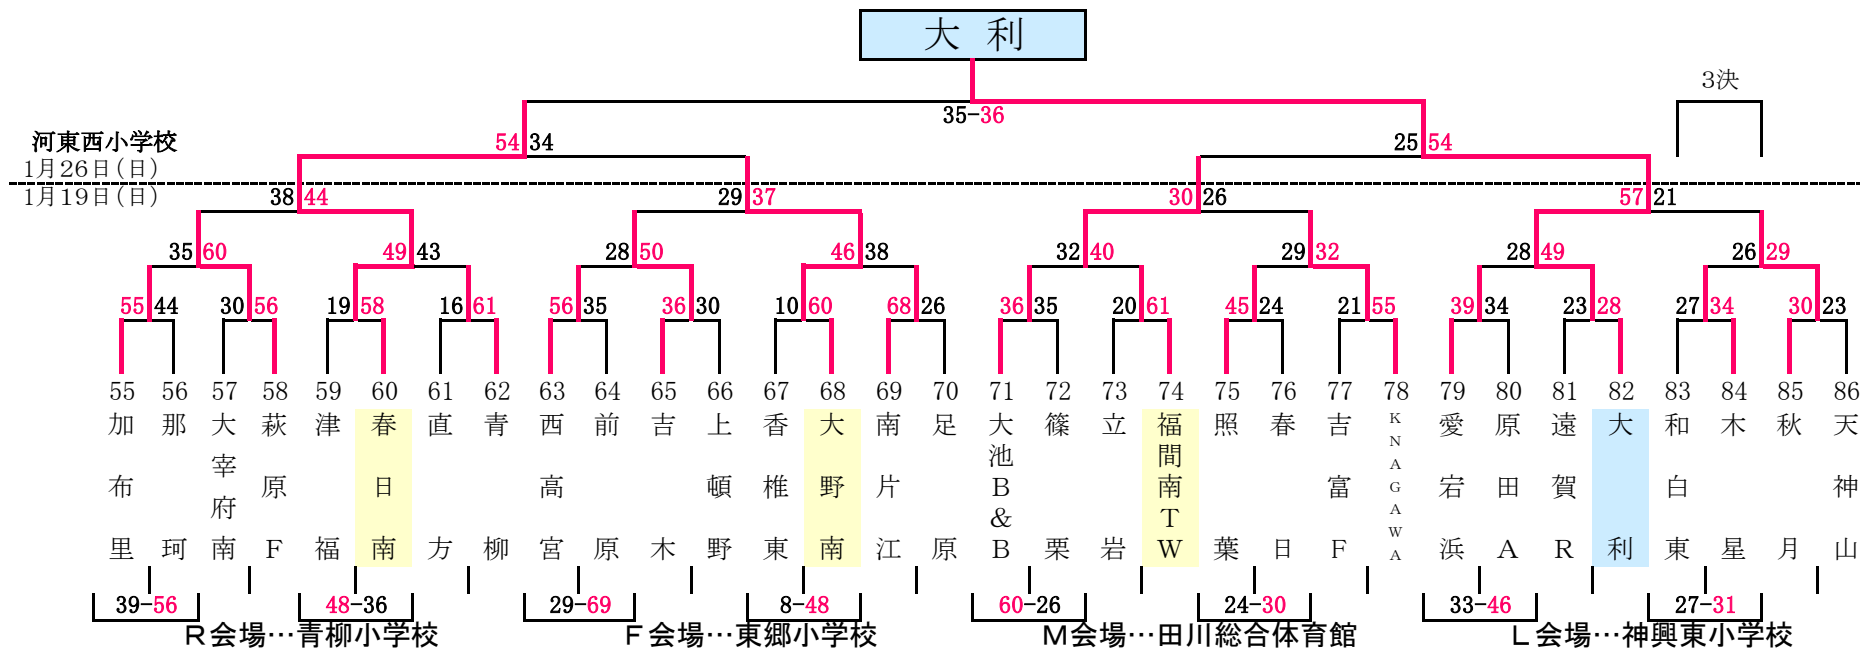 大 利
3決
35-36
河東西小学校
54 34 25 54
1月26日(日)
1月19日(日)
38 44 29 37 30 26 57 21
35 60 49 43 28 50 46 38 32 40 29 32 28 49 26 29
55 44 30 56 19 58 16 61 56 35 36 30 10 60 68 26 36 35 20 61 45 24 21 55 39 34 23 28 27 34 30 23
55 56 57 58 59 60 61 62 63 64 65 66 67 68 69 70 71 72 73 74 75 76 77 78 79 80 81 82 83 84 85 86
加布里
那珂
大宰府南
萩原F
津福
春日南
直方
青柳
西高宮
前原
吉木
上頓野
香椎東
大野南
南片江
足原
大池B&B
篠栗
立岩
福間南TW
照葉
春日
吉富F
KNAGAWA
愛宕浜
原田A
遠賀R
大利
和白東
木星
秋月
天神山
39-56 48-36 29-69 8-48 60-26 24-30 33-46 27-31
R会場…青柳小学校
F会場…東郷小学校
M会場…田川総合体育館
L会場…神興東小学校